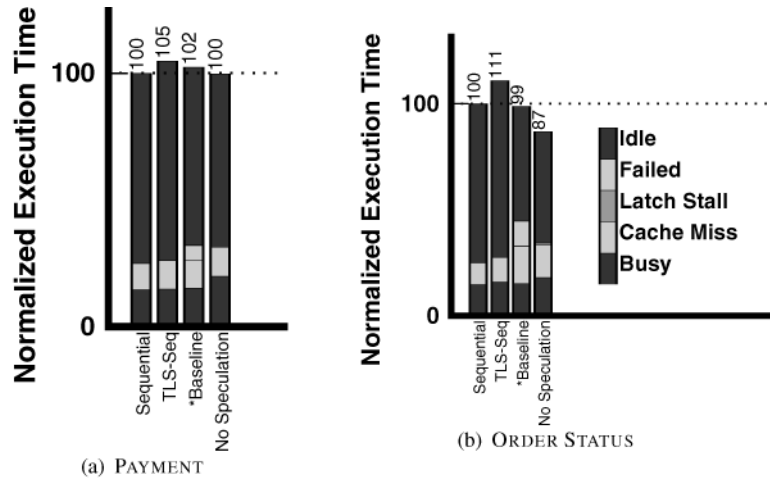 Normalized Execution Time
100
0
100
105
102
100
Sequential
TLS-Seq
*Baseline
No Speculation
(a) PAYMENT
Normalized Execution Time
100
0
100
111
99
87
Idle
Failed
Latch Stall
Cache Miss
Busy
Sequential
TLS-Seq
*Baseline
No Speculation
(b) ORDER STATUS